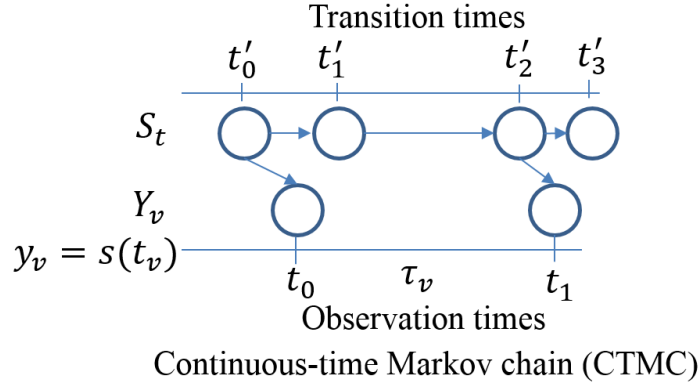 Transition times
t′₀ t′₁ t′₂ t′₃
Sₜ
Yᵥ
yᵥ = s(tᵥ)
t₀ τᵥ t₁
Observation times
Continuous-time Markov chain (CTMC)